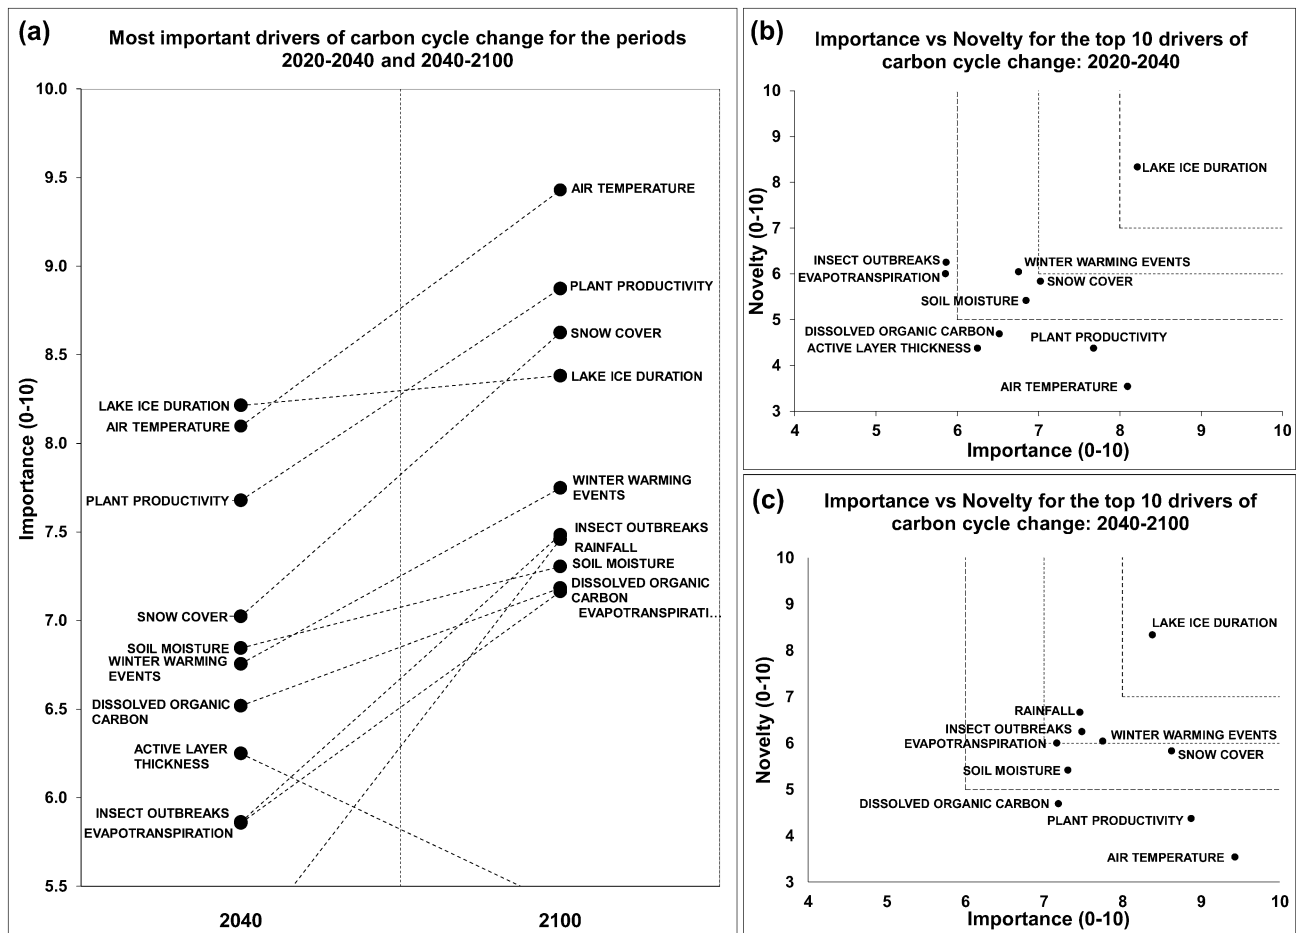 (a)
Most important drivers of carbon cycle change for the periods
2020-2040 and 2040-2100
Importance (0-10)
10.0
9.5
9.0
8.5
8.0
7.5
7.0
6.5
6.0
5.5
LAKE ICE DURATION
AIR TEMPERATURE
PLANT PRODUCTIVITY
SNOW COVER
SOIL MOISTURE
WINTER WARMING
EVENTS
DISSOLVED ORGANIC
CARBON
ACTIVE LAYER
THICKNESS
INSECT OUTBREAKS
EVAPOTRANSPIRATION
AIR TEMPERATURE
PLANT PRODUCTIVITY
SNOW COVER
LAKE ICE DURATION
WINTER WARMING
EVENTS
INSECT OUTBREAKS
RAINFALL
SOIL MOISTURE
DISSOLVED ORGANIC
CARBON
EVAPOTRANSPIRATI...
2040
2100
(b)
Importance vs Novelty for the top 10 drivers of
carbon cycle change: 2020-2040
Novelty (0-10)
10
9
8
7
6
5
4
3
LAKE ICE DURATION
INSECT OUTBREAKS
WINTER WARMING EVENTS
EVAPOTRANSPIRATION
SNOW COVER
SOIL MOISTURE
DISSOLVED ORGANIC CARBON
PLANT PRODUCTIVITY
ACTIVE LAYER THICKNESS
AIR TEMPERATURE
4
5
6
7
8
9
10
Importance (0-10)
(c)
Importance vs Novelty for the top 10 drivers of
carbon cycle change: 2040-2100
Novelty (0-10)
10
9
8
7
6
5
4
3
LAKE ICE DURATION
RAINFALL
INSECT OUTBREAKS
WINTER WARMING EVENTS
EVAPOTRANSPIRATION
SNOW COVER
SOIL MOISTURE
DISSOLVED ORGANIC CARBON
PLANT PRODUCTIVITY
AIR TEMPERATURE
4
5
6
7
8
9
10
Importance (0-10)